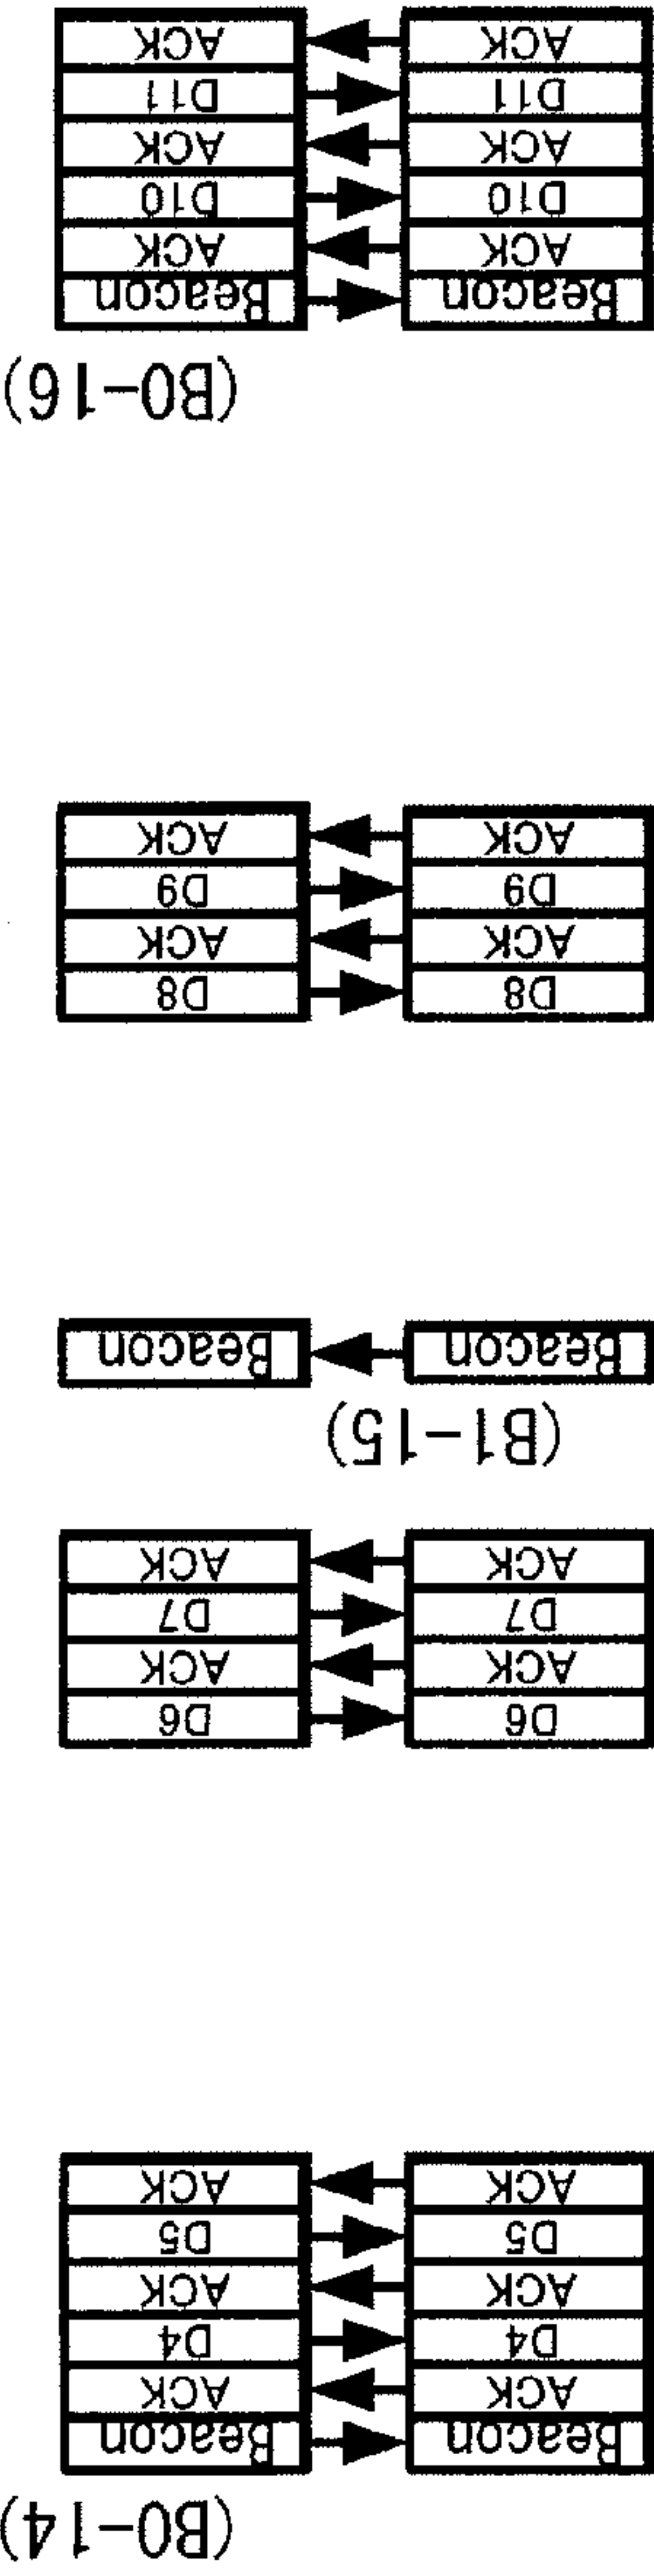 (B0-14)
Beacon Beacon
ACK ACK
D4 D4
ACK ACK
D5 D5
ACK ACK
D6 D6
ACK ACK
D7 D7
ACK ACK
(B1-15)
Beacon Beacon
D8 D8
ACK ACK
D9 D9
ACK ACK
(B0-16)
Beacon Beacon
ACK ACK
D10 D10
ACK ACK
D11 D11
ACK ACK